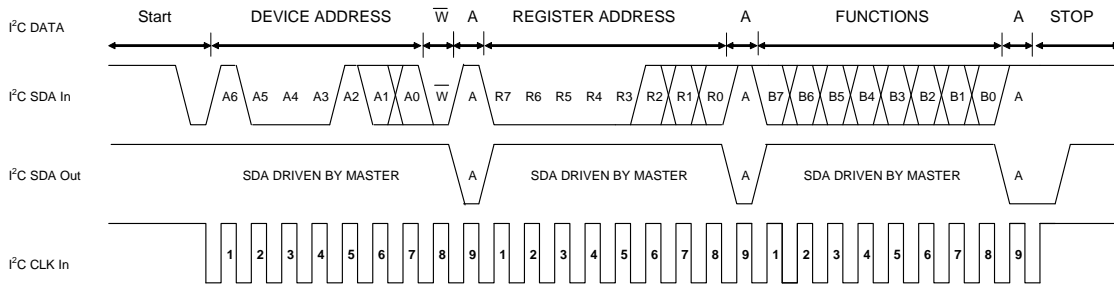 I²C DATA Start DEVICE ADDRESS W̅ A REGISTER ADDRESS A FUNCTIONS A STOP
I²C SDA In A6 A5 A4 A3 A2 A1 A0 W̅ A R7 R6 R5 R4 R3 R2 R1 R0 A B7 B6 B5 B4 B3 B2 B1 B0 A
I²C SDA Out SDA DRIVEN BY MASTER A SDA DRIVEN BY MASTER A SDA DRIVEN BY MASTER A
I²C CLK In 1 2 3 4 5 6 7 8 9 1 2 3 4 5 6 7 8 9 1 2 3 4 5 6 7 8 9